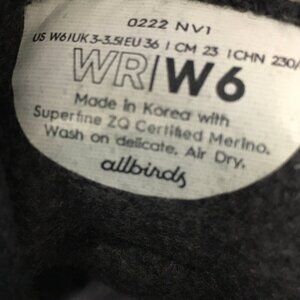 0222 NV1
US W6|UK 3-3.5|EU 36 | CM 23 | CHN 230/
WR|W6
Made in Korea with
Superfine ZQ Certified Merino.
Wash on delicate. Air Dry.
allbirds